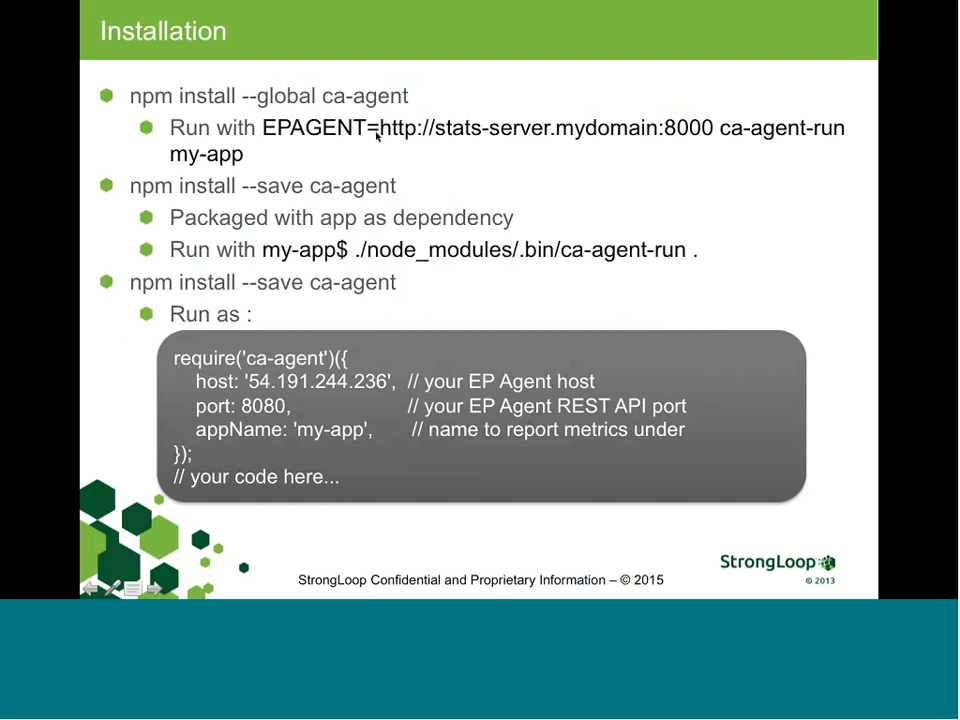 Installation
npm install --global ca-agent
Run with EPAGENT=http://stats-server.mydomain:8000 ca-agent-run
my-app
npm install --save ca-agent
Packaged with app as dependency
Run with my-app$ ./node_modules/.bin/ca-agent-run .
npm install --save ca-agent
Run as :
require('ca-agent')({
host: '54.191.244.236', // your EP Agent host
port: 8080, // your EP Agent REST API port
appName: 'my-app', // name to report metrics under
});
// your code here...
StrongLoop
© 2013
StrongLoop Confidential and Proprietary Information – © 2015